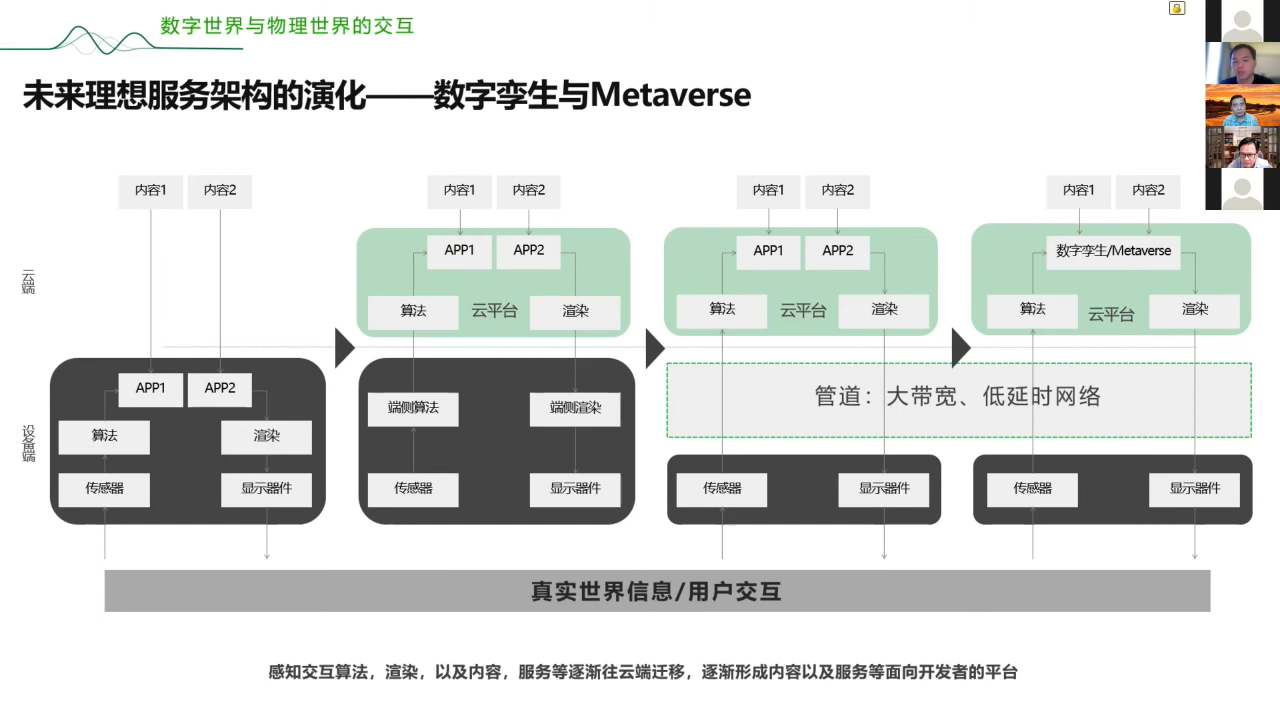 数字世界与物理世界的交互
未来理想服务架构的演化——数字孪生与Metaverse
内容1 内容2 内容1 内容2 内容1 内容2 内容1 内容2
云端
APP1 APP2 APP1 APP2 数字孪生/Metaverse
算法 云平台 渲染 算法 云平台 渲染 算法 云平台 渲染
设备端
APP1 APP2
管道：大带宽、低延时网络
端侧算法 端侧渲染
算法 渲染
传感器 显示器件 传感器 显示器件 传感器 显示器件 传感器 显示器件
真实世界信息/用户交互
感知交互算法，渲染，以及内容，服务等逐渐往云端迁移，逐渐形成内容以及服务等面向开发者的平台